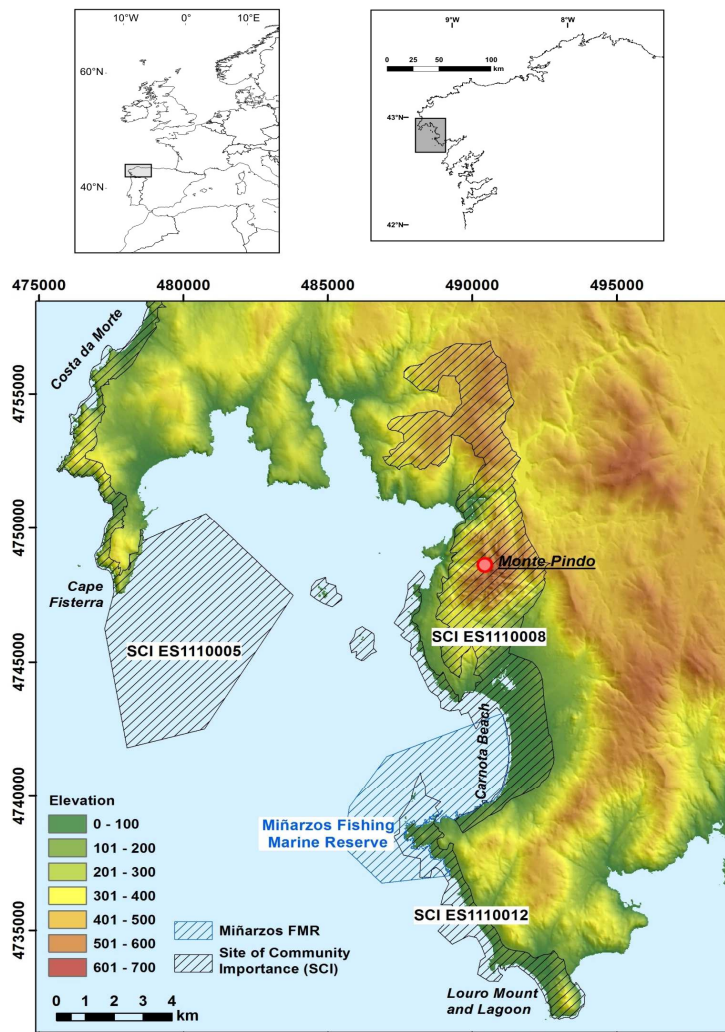 10°W
0°
10°E
60°N
40°N
9°W
8°W
0
25
50
100
km
43°N
42°N
475000
480000
485000
490000
495000
4755000
4750000
4745000
4740000
4735000
Costa da Morte
Cape
Fisterra
SCI ES1110005
Monte Pindo
SCI ES1110008
Carnota Beach
Miñarzos Fishing
Marine Reserve
SCI ES1110012
Louro Mount
and Lagoon
Elevation
0 - 100
101 - 200
201 - 300
301 - 400
401 - 500
501 - 600
601 - 700
Miñarzos FMR
Site of Community
Importance (SCI)
0 1 2 3 4
km